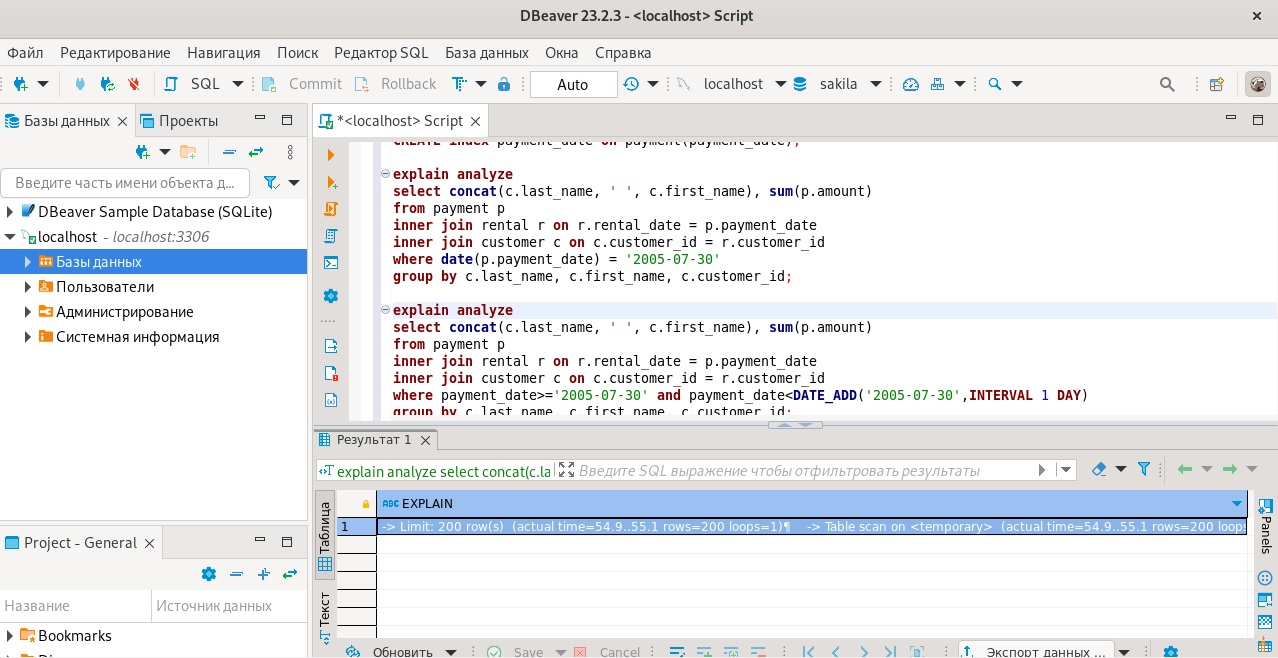 DBeaver 23.2.3 - <localhost> Script
Файл Редактирование Навигация Поиск Редактор SQL База данных Окна Справка
SQL Commit Rollback Auto localhost sakila
Базы данных Проекты
Введите часть имени объекта д...
DBeaver Sample Database (SQLite)
localhost - localhost:3306
Базы данных
Пользователи
Администрирование
Системная информация
Project - General
Название Источник данных
Bookmarks
*<localhost> Script
CREATE index payment_date on payment(payment_date);
explain analyze
select concat(c.last_name, ' ', c.first_name), sum(p.amount)
from payment p
inner join rental r on r.rental_date = p.payment_date
inner join customer c on c.customer_id = r.customer_id
where date(p.payment_date) = '2005-07-30'
group by c.last_name, c.first_name, c.customer_id;
explain analyze
select concat(c.last_name, ' ', c.first_name), sum(p.amount)
from payment p
inner join rental r on r.rental_date = p.payment_date
inner join customer c on c.customer_id = r.customer_id
where payment_date>='2005-07-30' and payment_date<DATE_ADD('2005-07-30',INTERVAL 1 DAY)
group by c.last_name, c.first_name, c.customer_id;
Результат 1
explain analyze select concat(c.la
Введите SQL выражение чтобы отфильтровать результаты
Таблица
Текст
ABC EXPLAIN
1 -> Limit: 200 row(s) (actual time=54.9..55.1 rows=200 loops=1)¶ -> Table scan on <temporary> (actual time=54.9..55.1 rows=200 loops
Panels
Обновить Save Cancel Экспорт данных ...